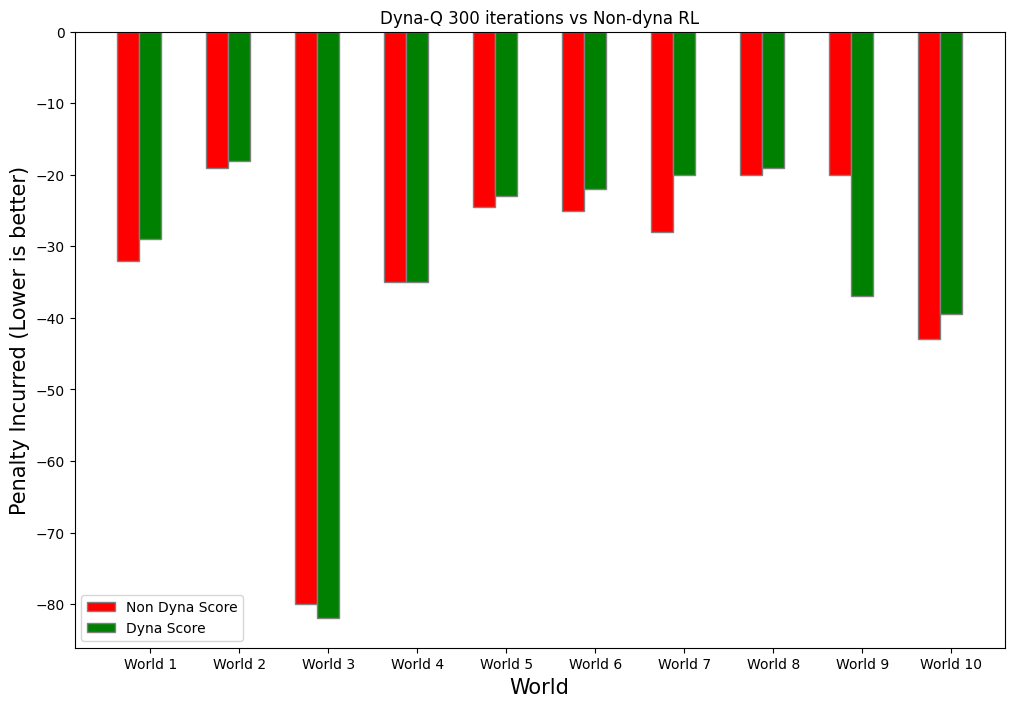 Dyna-Q 300 iterations vs Non-dyna RL
Penalty Incurred (Lower is better)
0
−10
−20
−30
−40
−50
−60
−70
−80
Non Dyna Score
Dyna Score
World 1
World 2
World 3
World 4
World 5
World 6
World 7
World 8
World 9
World 10
World